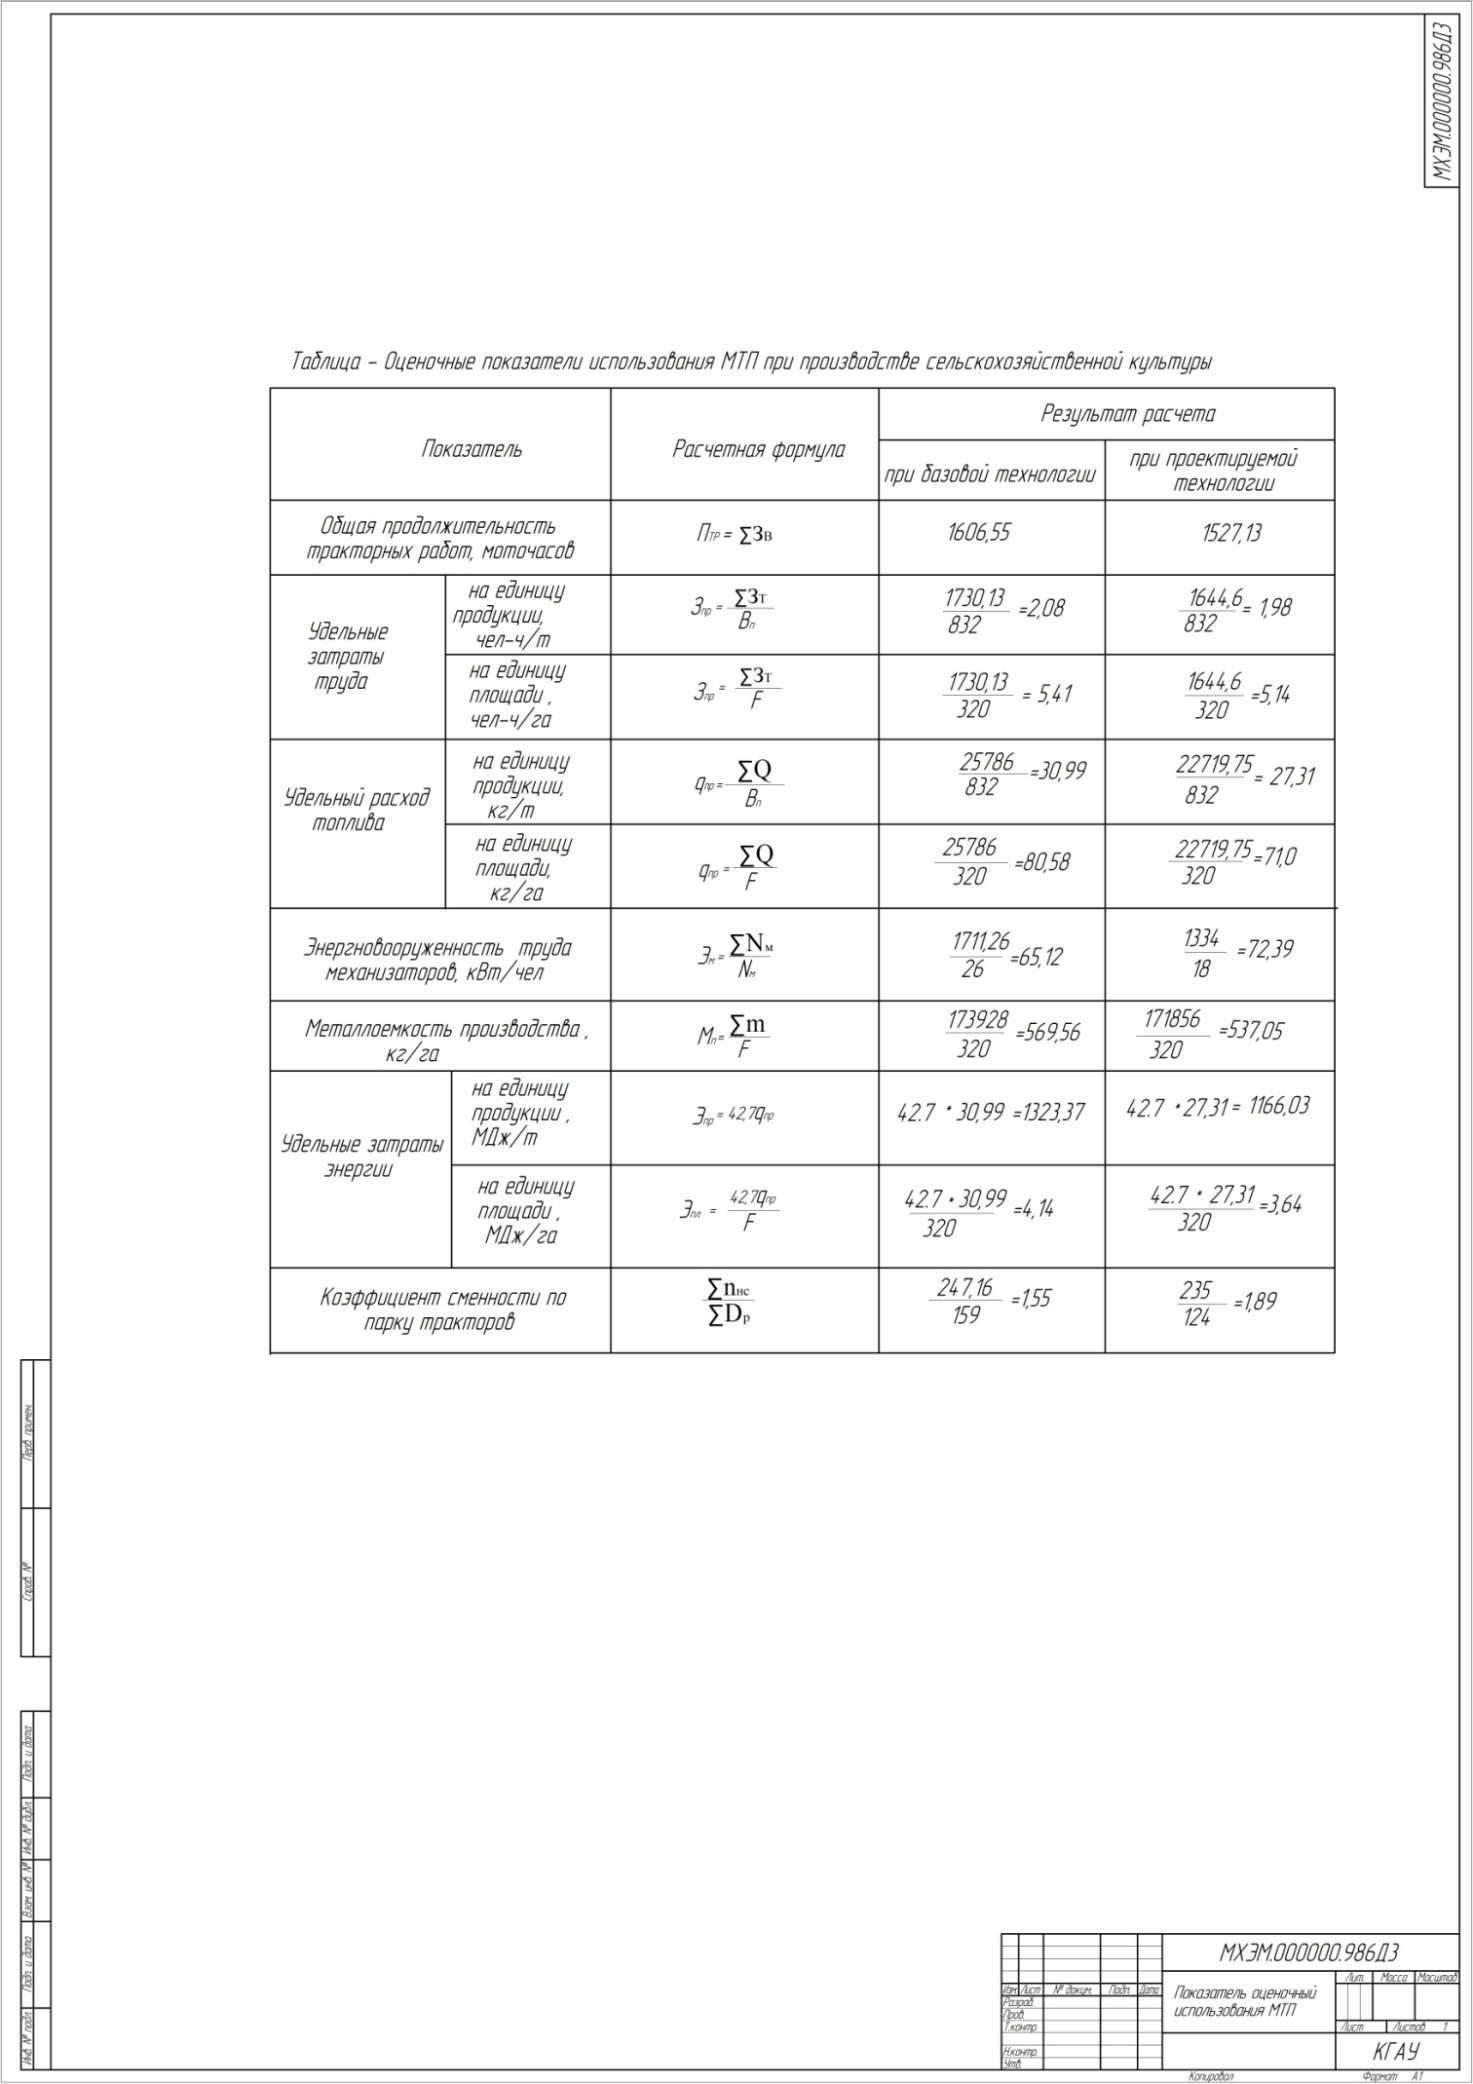 МХЭМ.000000.986ДЗ
Таблица – Оценочные показатели использования МТП при производстве сельскохозяйственной культуры
Показатель
Расчетная формула
Результат расчета
при базовой технологии
при проектируемой
технологии
Общая продолжительность
тракторных работ, моточасов
Птр = ∑Зв
1606,55
1527,13
Удельные
затраты
труда
на единицу
продукции,
чел-ч/т
Зпр = ∑Зт / Вп
1730,13 / 832 =2,08
1644,6 / 832 = 1,98
на единицу
площади ,
чел-ч/га
Зпр = ∑Зт / F
1730,13 / 320 = 5,41
1644,6 / 320 =5,14
Удельный расход
топлива
на единицу
продукции,
кг/т
qпр = ∑Q / Вп
25786 / 832 =30,99
22719,75 / 832 = 27,31
на единицу
площади,
кг/га
qпр = ∑Q / F
25786 / 320 =80,58
22719,75 / 320 =71,0
Энергновооруженность труда
механизаторов, кВт/чел
Эм = ∑Nм / Nм
1711,26 / 26 =65,12
1334 / 18 =72,39
Металлоемкость производства ,
кг/га
Мп = ∑m / F
173928 / 320 =569,56
171856 / 320 =537,05
Удельные затраты
энергии
на единицу
продукции ,
МДж/т
Эпр = 42,7qпр
42.7 * 30,99 =1323,37
42.7 *27,31 = 1166,03
на единицу
площади ,
МДж/га
Эпл = 42,7qпр / F
42.7 * 30,99 / 320 =4,14
42.7 * 27,31 / 320 =3,64
Коэффициент сменности по
парку тракторов
∑nнс / ∑Dр
247,16 / 159 =1,55
235 / 124 =1,89
Перв. примен.
Справ. №
Подп. и дата
Инв. № дубл.
Взам. инв. №
Подп. и дата
Инв. № подл.
МХЭМ.000000.986ДЗ
Изм. Лист № докум. Подп. Дата
Разраб.
Пров.
Т.контр.
Н.контр.
Утв.
Показатель оценочный
использования МТП
Лит. Масса Масштаб
Лист Листов 1
КГАУ
Копировал Формат А1